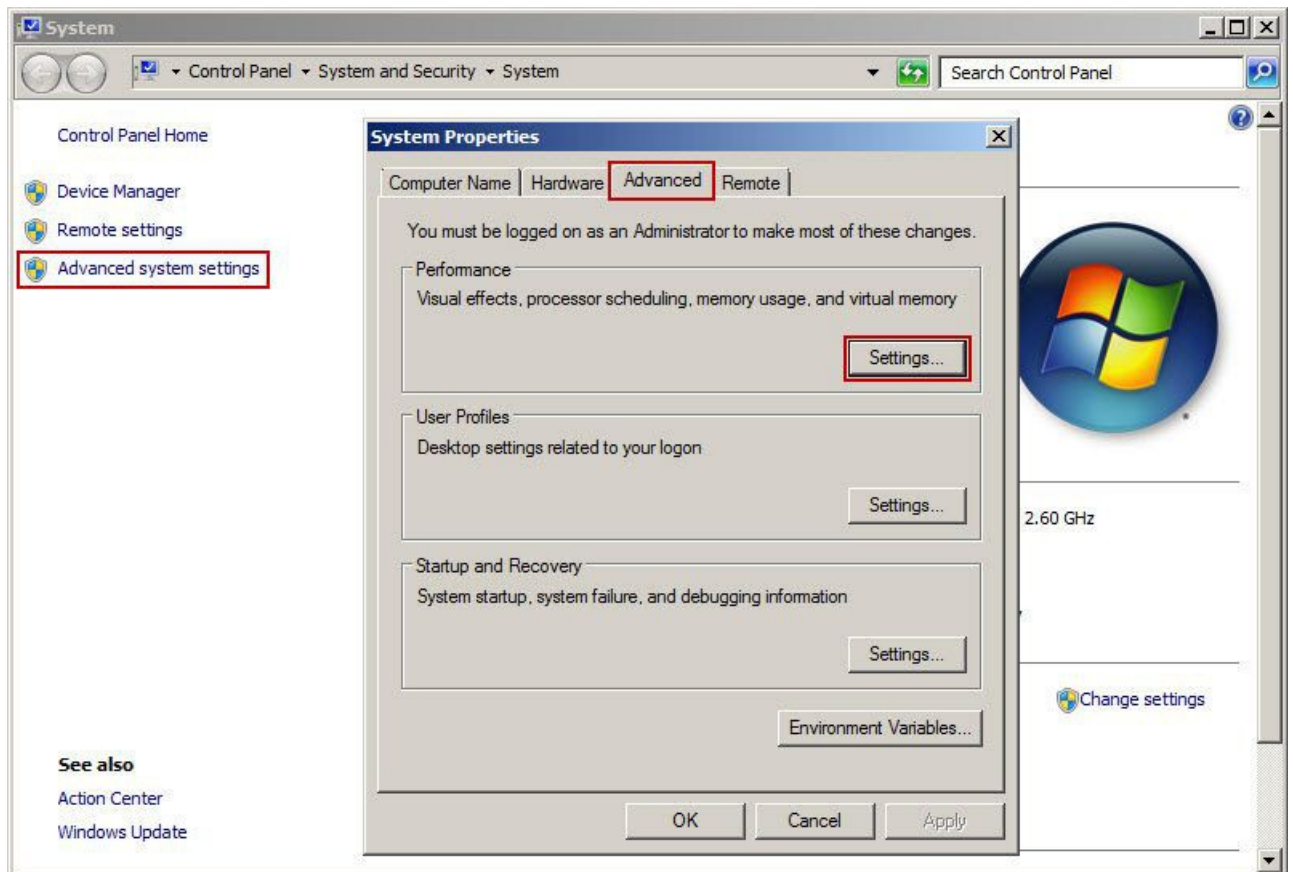 System
Control Panel System and Security System
Search Control Panel
Control Panel Home
Device Manager
Remote settings
Advanced system settings
System Properties
Computer Name Hardware Advanced Remote
You must be logged on as an Administrator to make most of these changes.
Performance
Visual effects, processor scheduling, memory usage, and virtual memory
Settings...
User Profiles
Desktop settings related to your logon
Settings...
2.60 GHz
Startup and Recovery
System startup, system failure, and debugging information
Settings...
Change settings
Environment Variables...
OK Cancel Apply
See also
Action Center
Windows Update